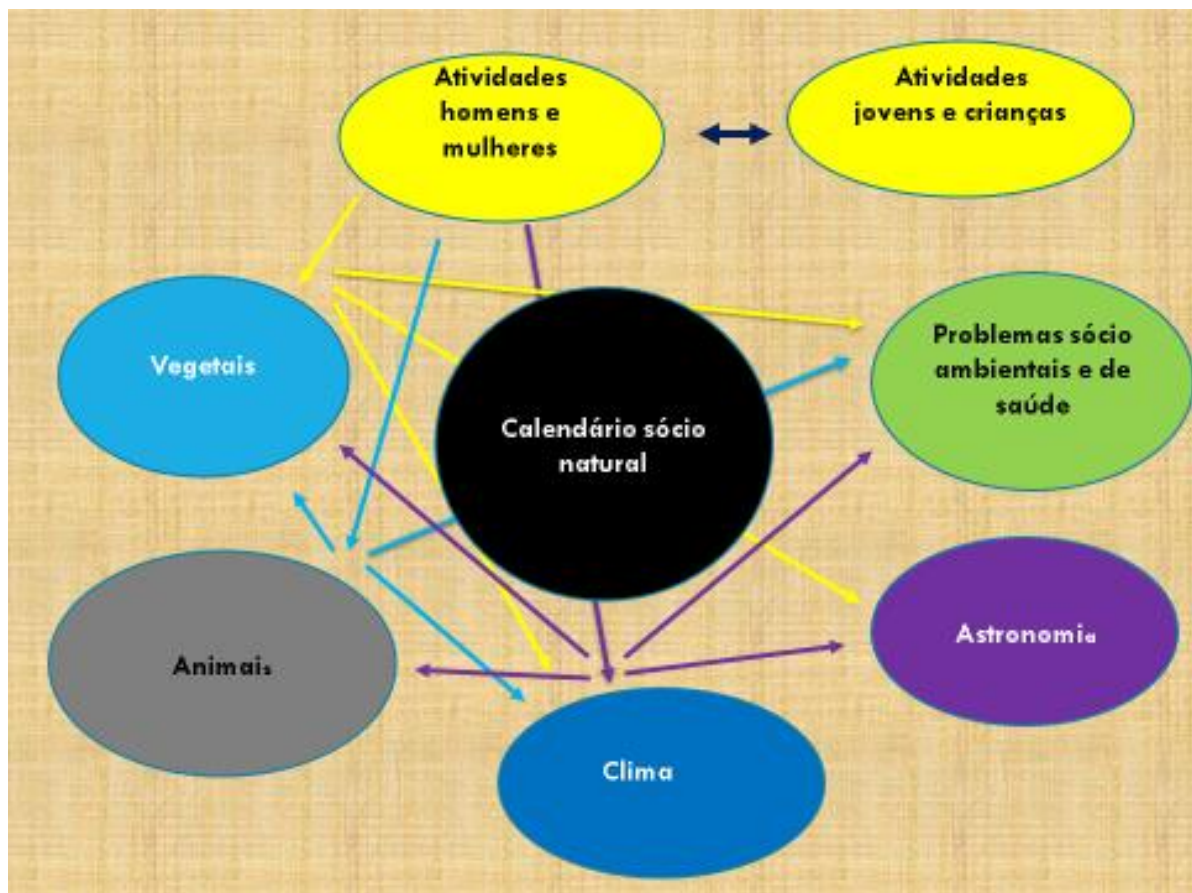 Atividades
homens e
mulheres
Atividades
jovens e crianças
Vegetais
Problemas sócio
ambientais e de
saúde
Calendário sócio
natural
Astronomia
Animais
Clima